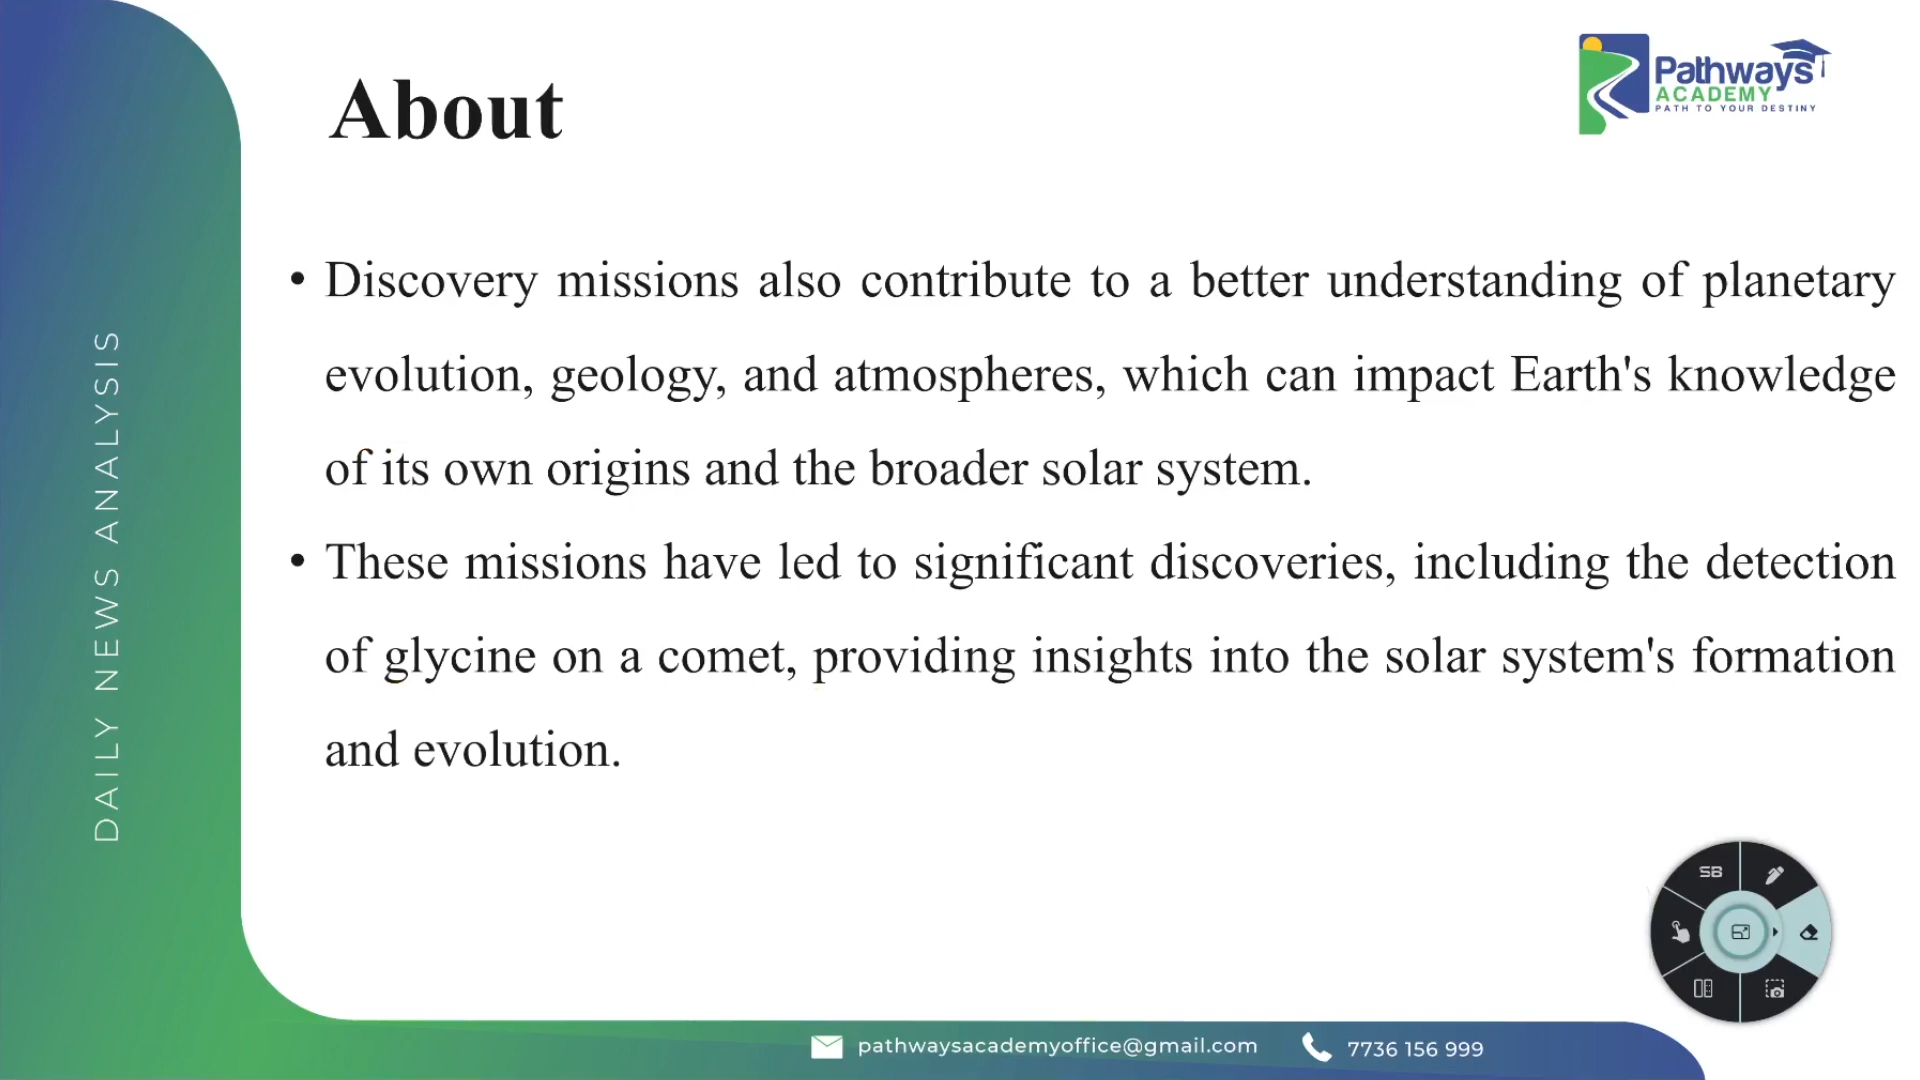 About
Pathways
ACADEMY
PATH TO YOUR DESTINY
• Discovery missions also contribute to a better understanding of planetary
evolution, geology, and atmospheres, which can impact Earth's knowledge
of its own origins and the broader solar system.
• These missions have led to significant discoveries, including the detection
of glycine on a comet, providing insights into the solar system's formation
and evolution.
DAILY NEWS ANALYSIS
SB
pathwaysacademyoffice@gmail.com
7736 156 999